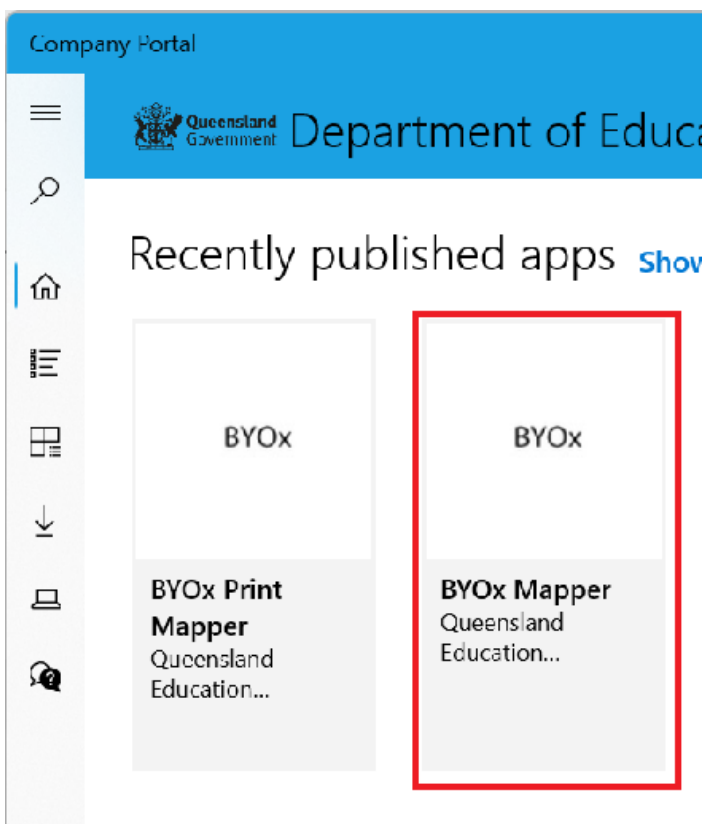 Company Portal
Queensland
Government
Department of Educa
Recently published apps Show
BYOx
BYOx
BYOx Print
Mapper
Queensland
Education...
BYOx Mapper
Queensland
Education...